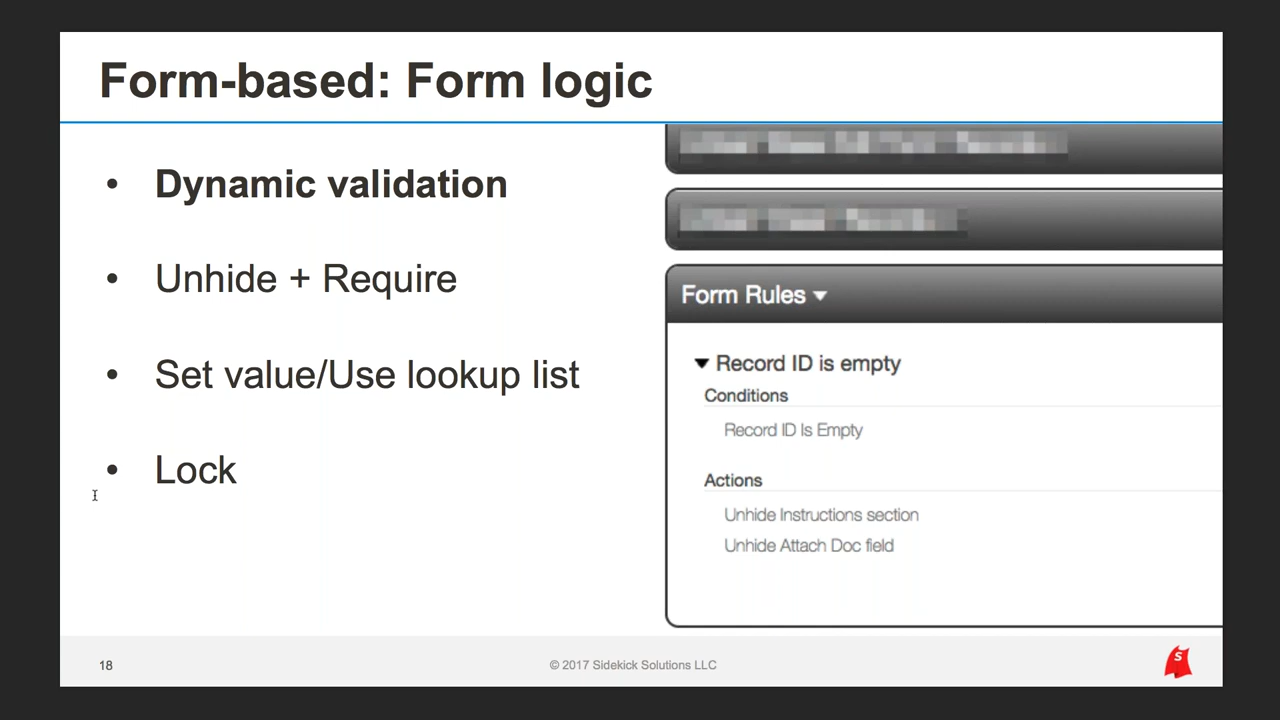 Form-based: Form logic
• Dynamic validation
• Unhide + Require
• Set value/Use lookup list
• Lock
Form Rules
Record ID is empty
Conditions
Record ID Is Empty
Actions
Unhide Instructions section
Unhide Attach Doc field
18
© 2017 Sidekick Solutions LLC
S